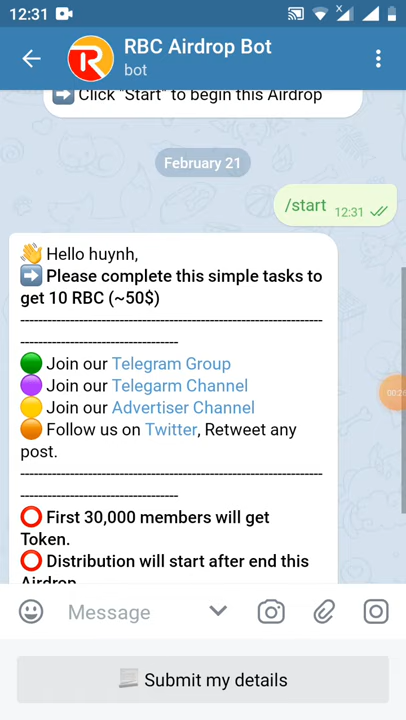 12:31
RBC Airdrop Bot
bot
➡️ Click "Start" to begin this Airdrop
February 21
/start 12:31
👋 Hello huynh,
➡️ Please complete this simple tasks to
get 10 RBC (~50$)
--------------------------------------------------------------------
-----------------------------------
🟢 Join our Telegram Group
🟣 Join our Telegarm Channel
🟡 Join our Advertiser Channel
🟠 Follow us on Twitter, Retweet any
post.
--------------------------------------------------------------------
-----------------------------------
⭕ First 30,000 members will get
Token.
⭕ Distribution will start after end this
Airdrop
00:26
Message
Submit my details